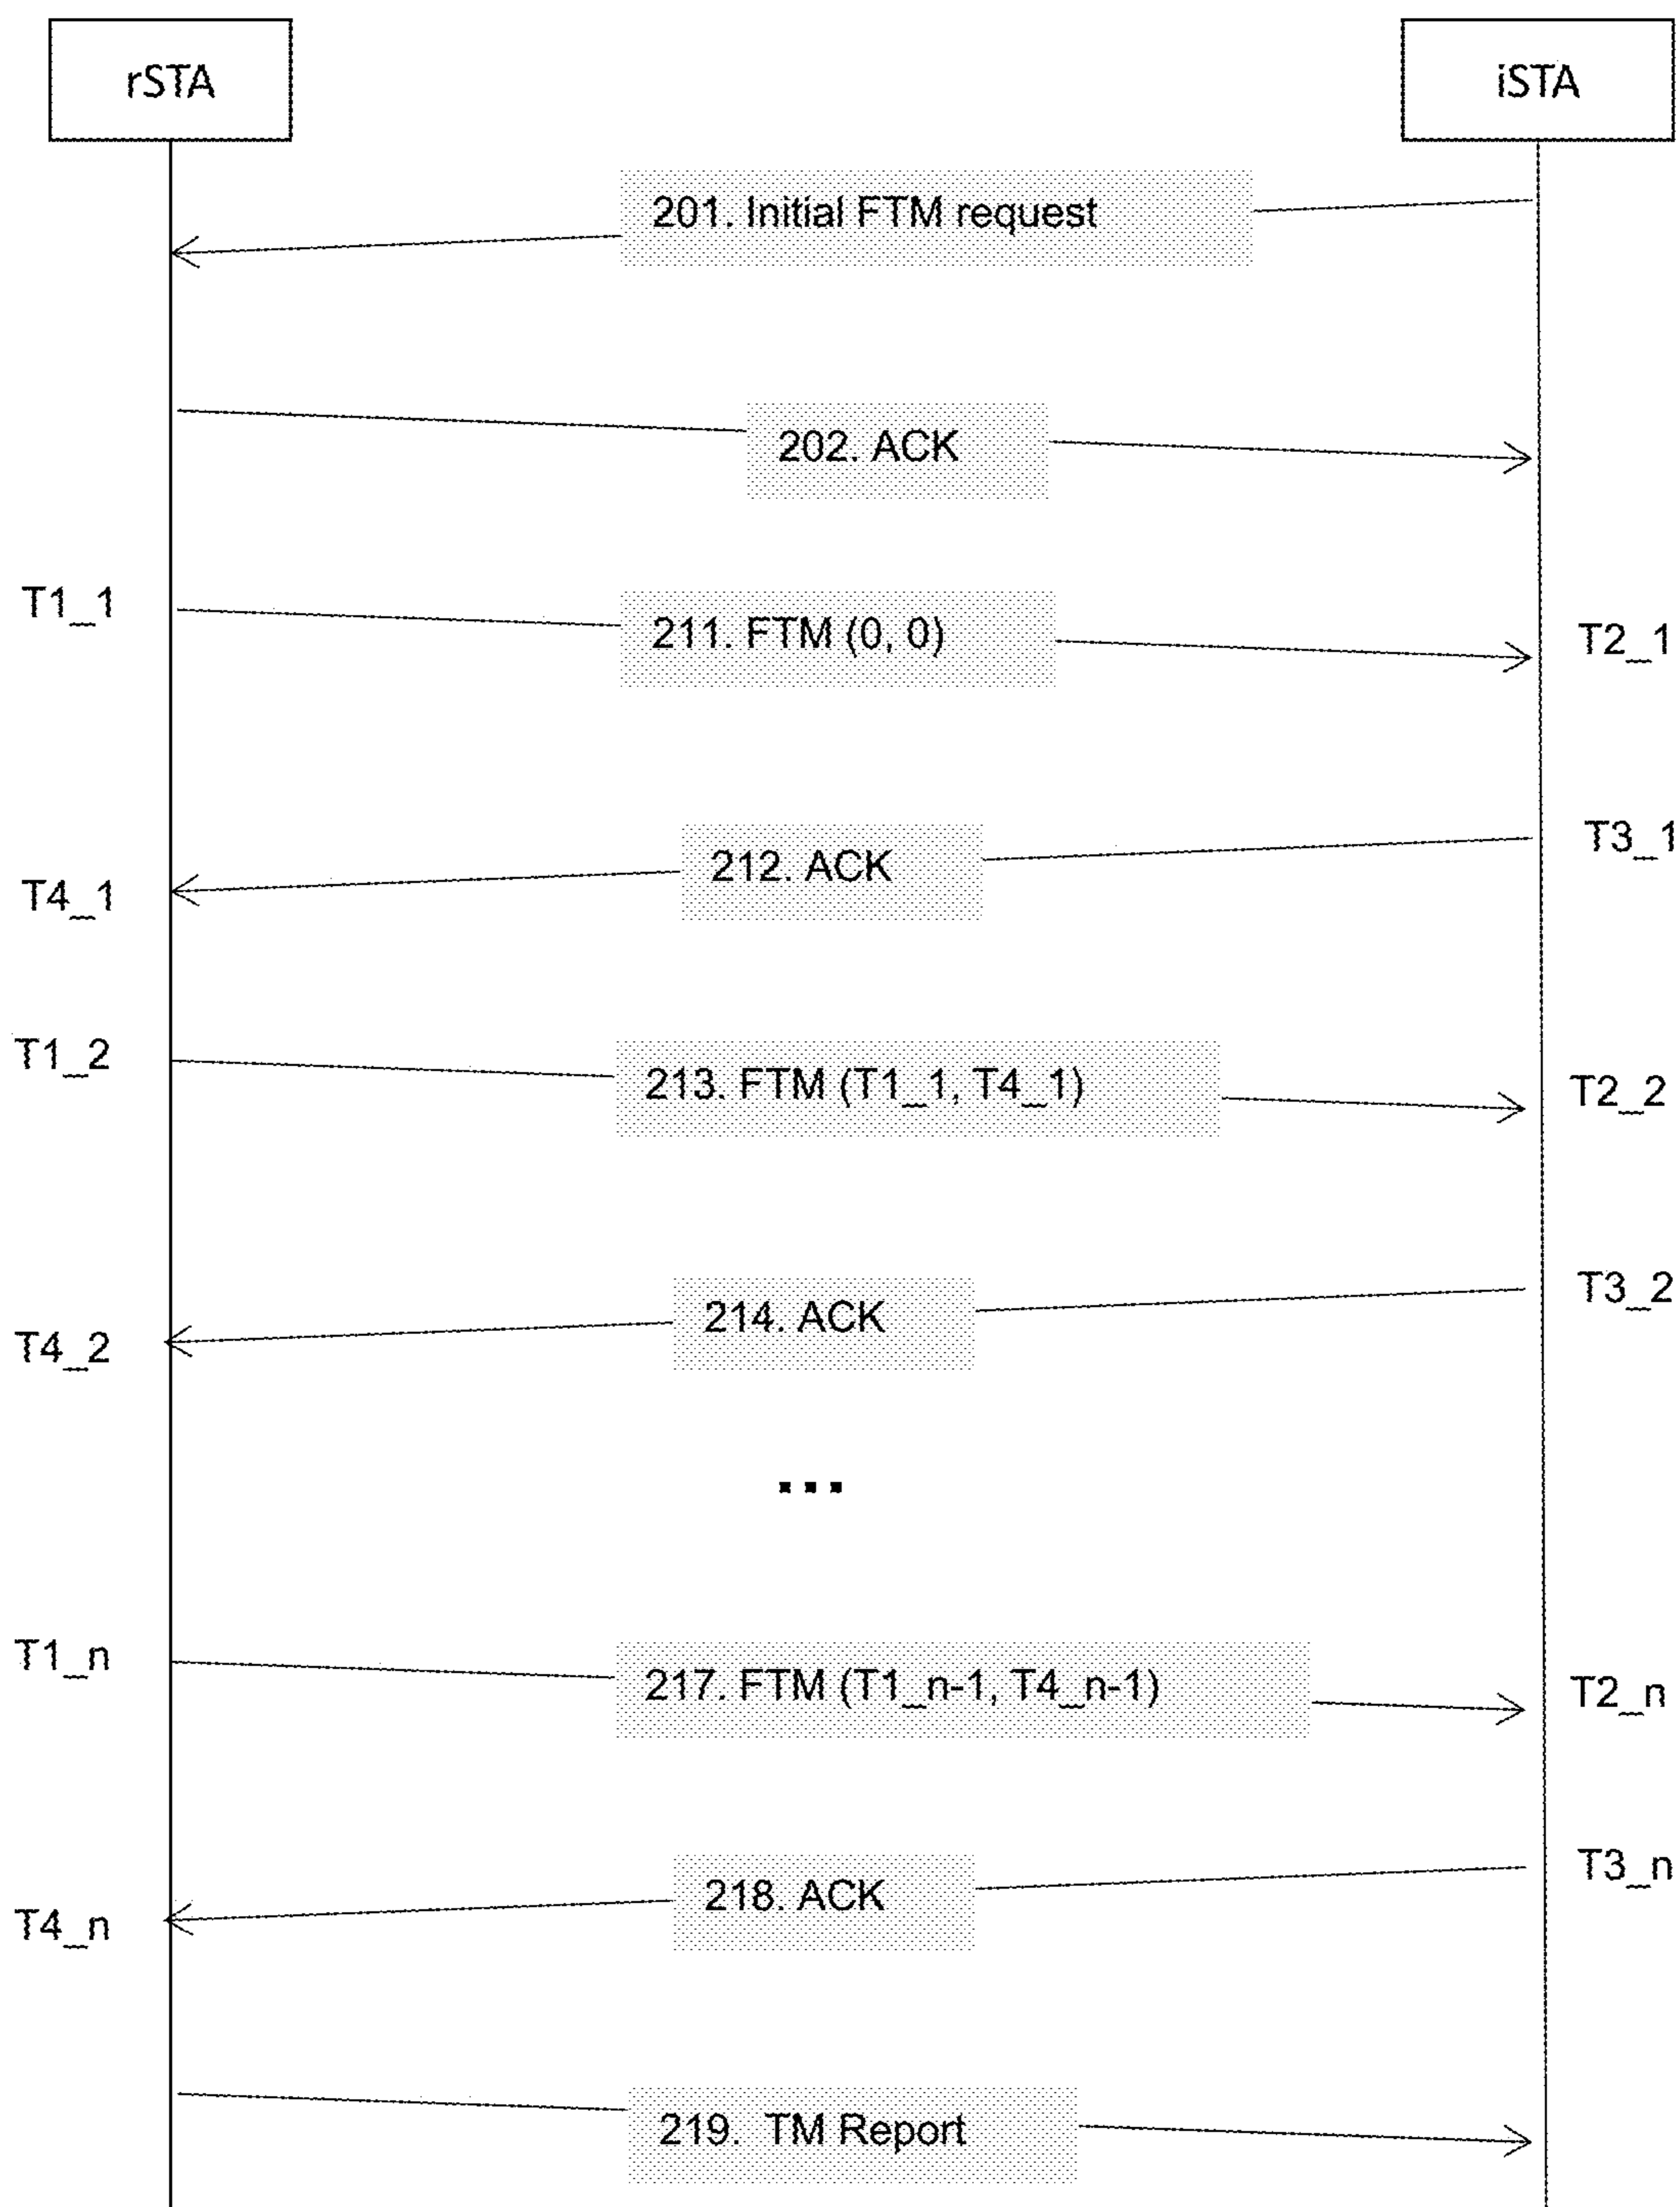 rSTA
iSTA
201. Initial FTM request
202. ACK
T1_1
211. FTM (0, 0)
T2_1
T3_1
212. ACK
T4_1
T1_2
213. FTM (T1_1, T4_1)
T2_2
T3_2
214. ACK
T4_2
...
T1_n
217. FTM (T1_n-1, T4_n-1)
T2_n
T3_n
218. ACK
T4_n
219. TM Report